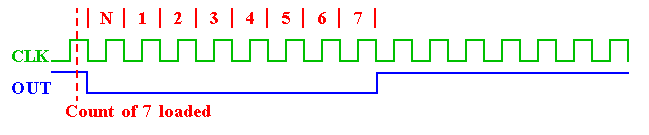 | N | 1 | 2 | 3 | 4 | 5 | 6 | 7 |
CLK
OUT
Count of 7 loaded